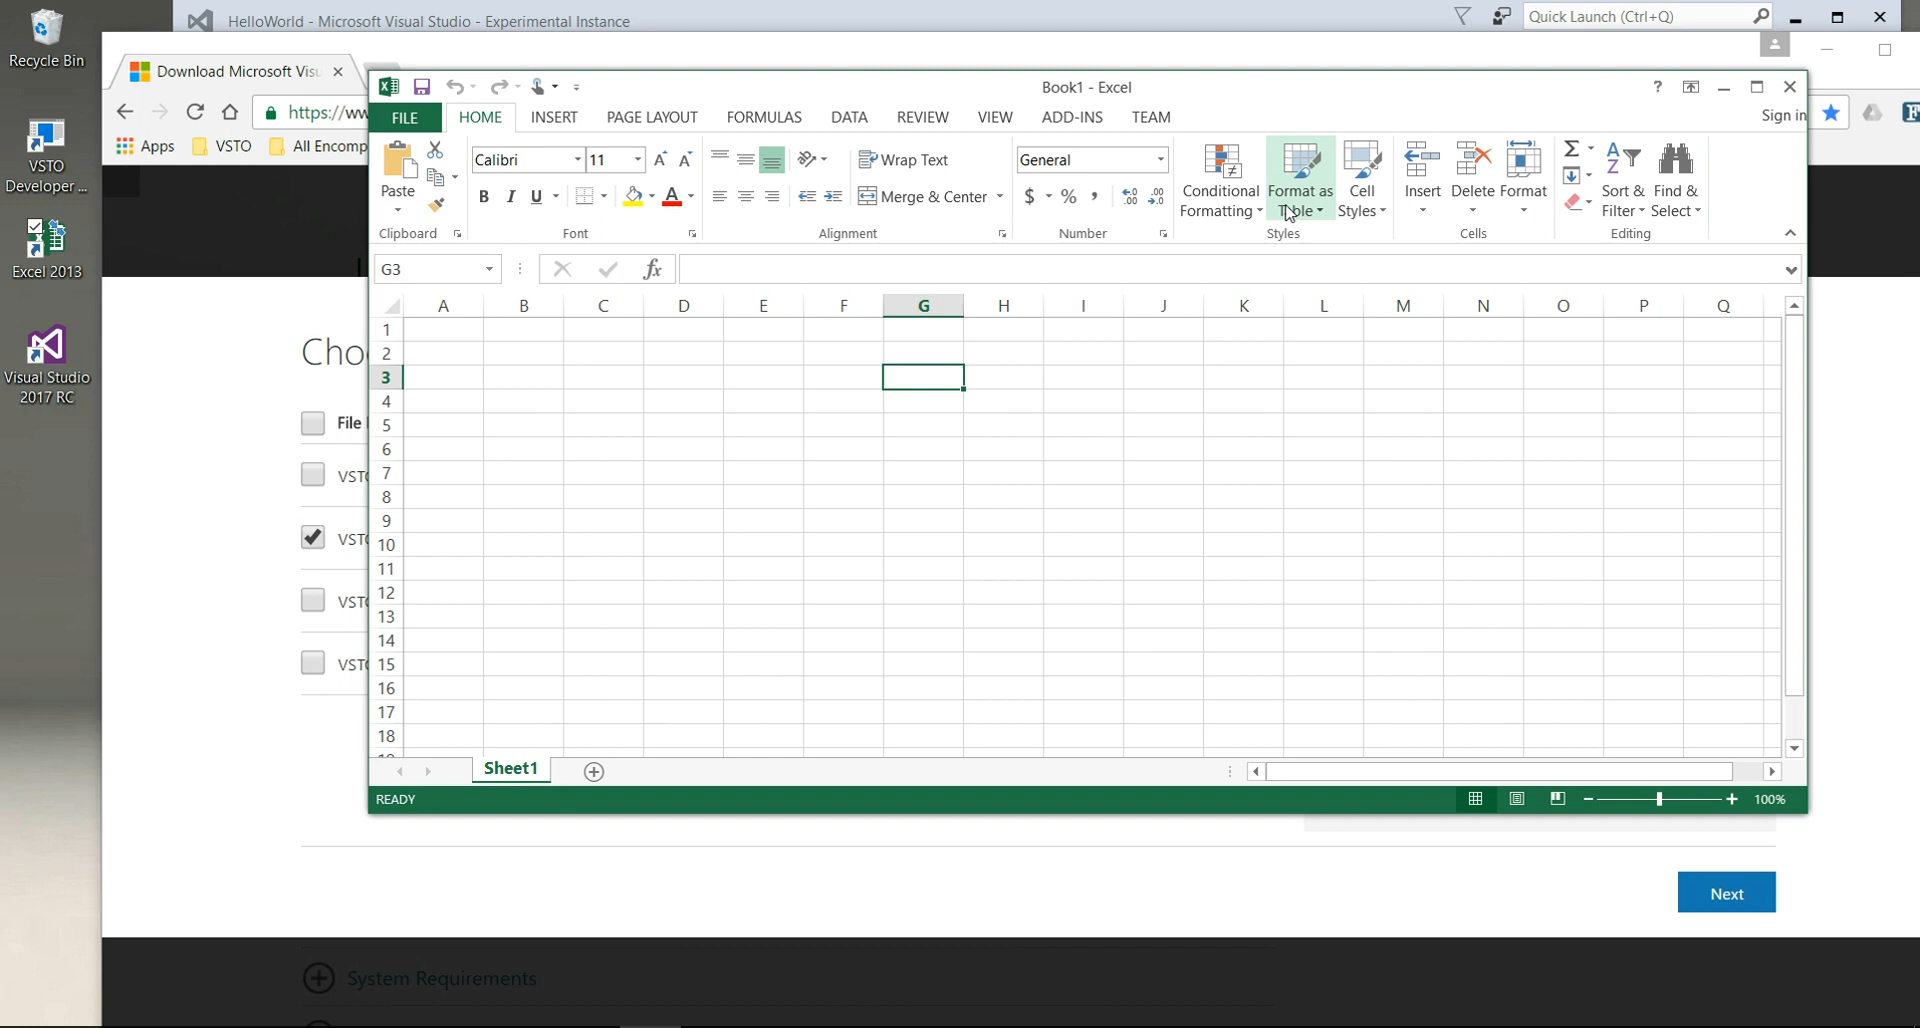 Recycle Bin
VSTO
Developer ...
Excel 2013
Visual Studio
2017 RC
HelloWorld - Microsoft Visual Studio - Experimental Instance
Quick Launch (Ctrl+Q)
Download Microsoft Visu
https://ww
Apps
VSTO
All Encomp
Book1 - Excel
FILE
HOME
INSERT
PAGE LAYOUT
FORMULAS
DATA
REVIEW
VIEW
ADD-INS
TEAM
Sign in
Paste
Clipboard
Calibri
11
B I U
Font
Wrap Text
Merge & Center
Alignment
General
$ % ,
Number
Conditional
Formatting
Format as
Table
Cell
Styles
Styles
Insert
Delete
Format
Cells
Sort &
Filter
Find &
Select
Editing
G3
fx
A B C D E F G H I J K L M N O P Q
1
2
3
4
5
6
7
8
9
10
11
12
13
14
15
16
17
18
Choo
File
VSTO
VSTO
VSTO
VSTO
Sheet1
READY
100%
Next
System Requirements